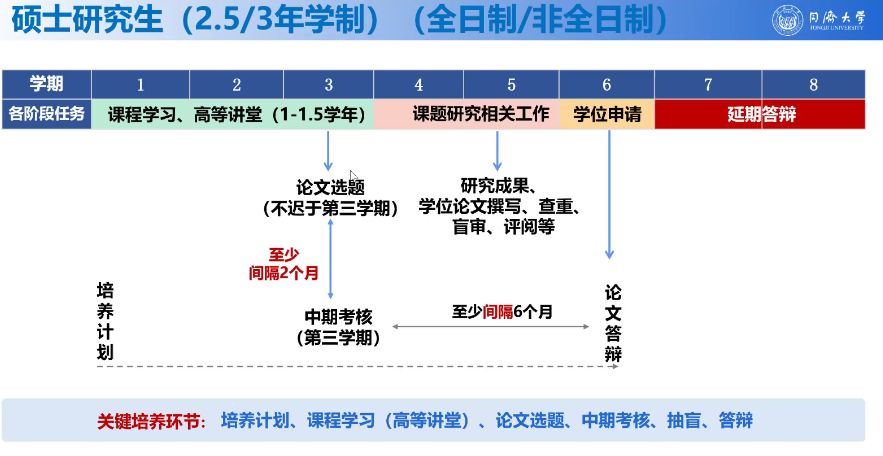 硕士研究生（2.5/3年学制）（全日制/非全日制）
同济大学
TONGJI UNIVERSITY
学期 1 2 3 4 5 6 7 8
各阶段任务 课程学习、高等讲堂（1-1.5学年） 课题研究相关工作 学位申请 延期答辩
论文选题
（不迟于第三学期）
研究成果、
学位论文撰写、查重、
盲审、评阅等
至少
间隔2个月
培养计划
中期考核
（第三学期）
至少间隔6个月
论文答辩
关键培养环节： 培养计划、课程学习（高等讲堂）、论文选题、中期考核、抽盲、答辩